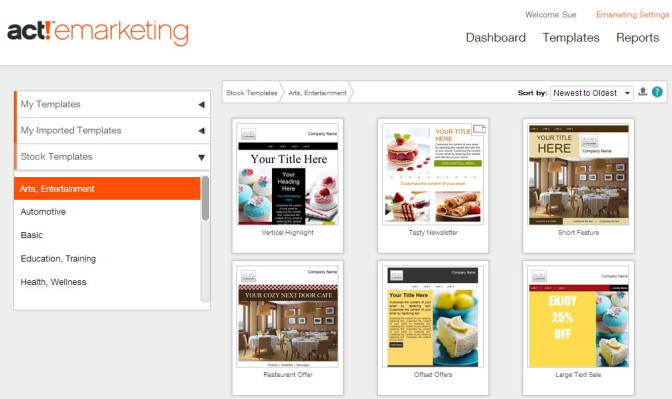 Welcome Sue Emarketing Settings
act! emarketing
Dashboard Templates Reports
Stock Templates Arts, Entertainment
Sort by: Newest to Oldest
My Templates
My Imported Templates
Stock Templates
Arts, Entertainment
Automotive
Basic
Education, Training
Health, Wellness
Company Name
Your Title Here
Your
Heading
Here
Vertical Highlight
YOUR TITLE
HERE
Customize the content of your email
Tasty Newsletter
YOUR TITLE
HERE
Company Name
Short Feature
Company Name
YOUR COZY NEXT DOOR CAFE
Restaurant Offer
Company Name
Your Title Here
Offset Offers
Company Name
ENJOY
25%
OFF
Large Text Sale